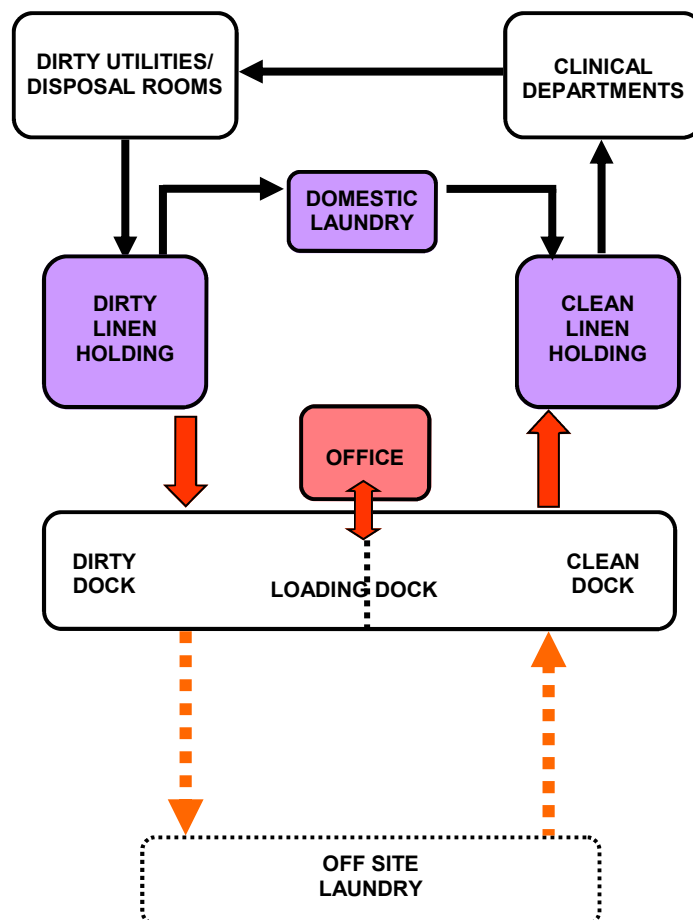 DIRTY UTILITIES/
DISPOSAL ROOMS
CLINICAL
DEPARTMENTS
DOMESTIC
LAUNDRY
DIRTY
LINEN
HOLDING
CLEAN
LINEN
HOLDING
OFFICE
DIRTY
DOCK
LOADING DOCK
CLEAN
DOCK
OFF SITE
LAUNDRY